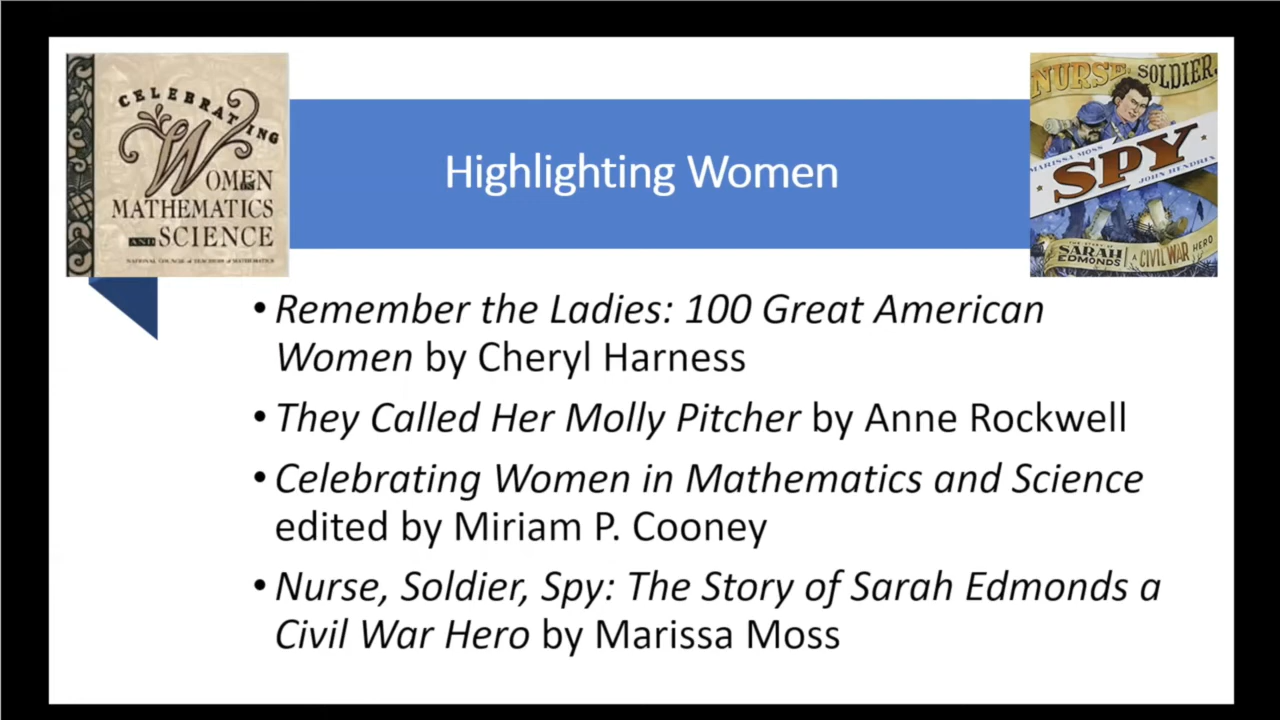 CELEBRATING
WOMEN IN
MATHEMATICS
AND SCIENCE
NATIONAL COUNCIL of TEACHERS of MATHEMATICS
Highlighting Women
NURSE, SOLDIER,
MARISSA MOSS
SPY
JOHN HENDRIX
THE STORY OF
SARAH
EDMONDS
A CIVIL WAR HERO
• Remember the Ladies: 100 Great American
Women by Cheryl Harness
• They Called Her Molly Pitcher by Anne Rockwell
• Celebrating Women in Mathematics and Science
edited by Miriam P. Cooney
• Nurse, Soldier, Spy: The Story of Sarah Edmonds a
Civil War Hero by Marissa Moss